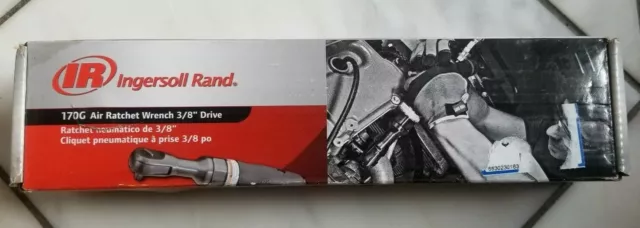 IR Ingersoll Rand®
170G Air Ratchet Wrench 3/8" Drive
Ratchet neumático de 3/8"
Cliquet pneumatique à prise 3/8 po